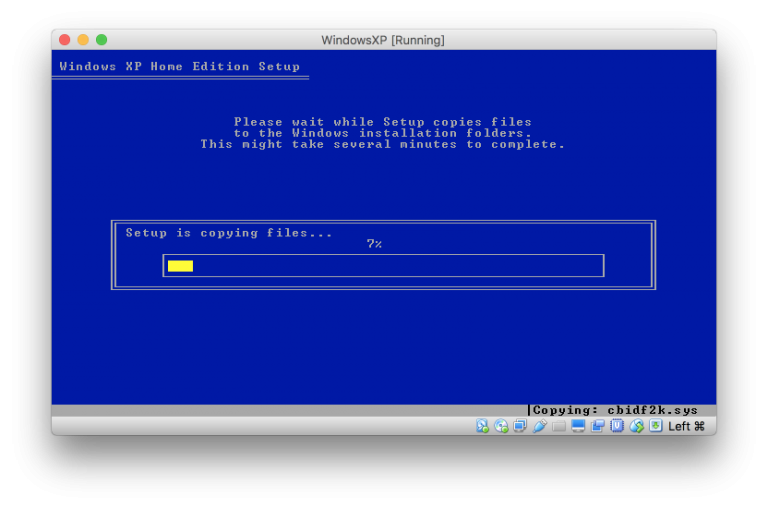 WindowsXP [Running]
Windows XP Home Edition Setup
Please wait while Setup copies files
to the Windows installation folders.
This might take several minutes to complete.
Setup is copying files...
7%
Copying: cbidf2k.sys
Left ⌘